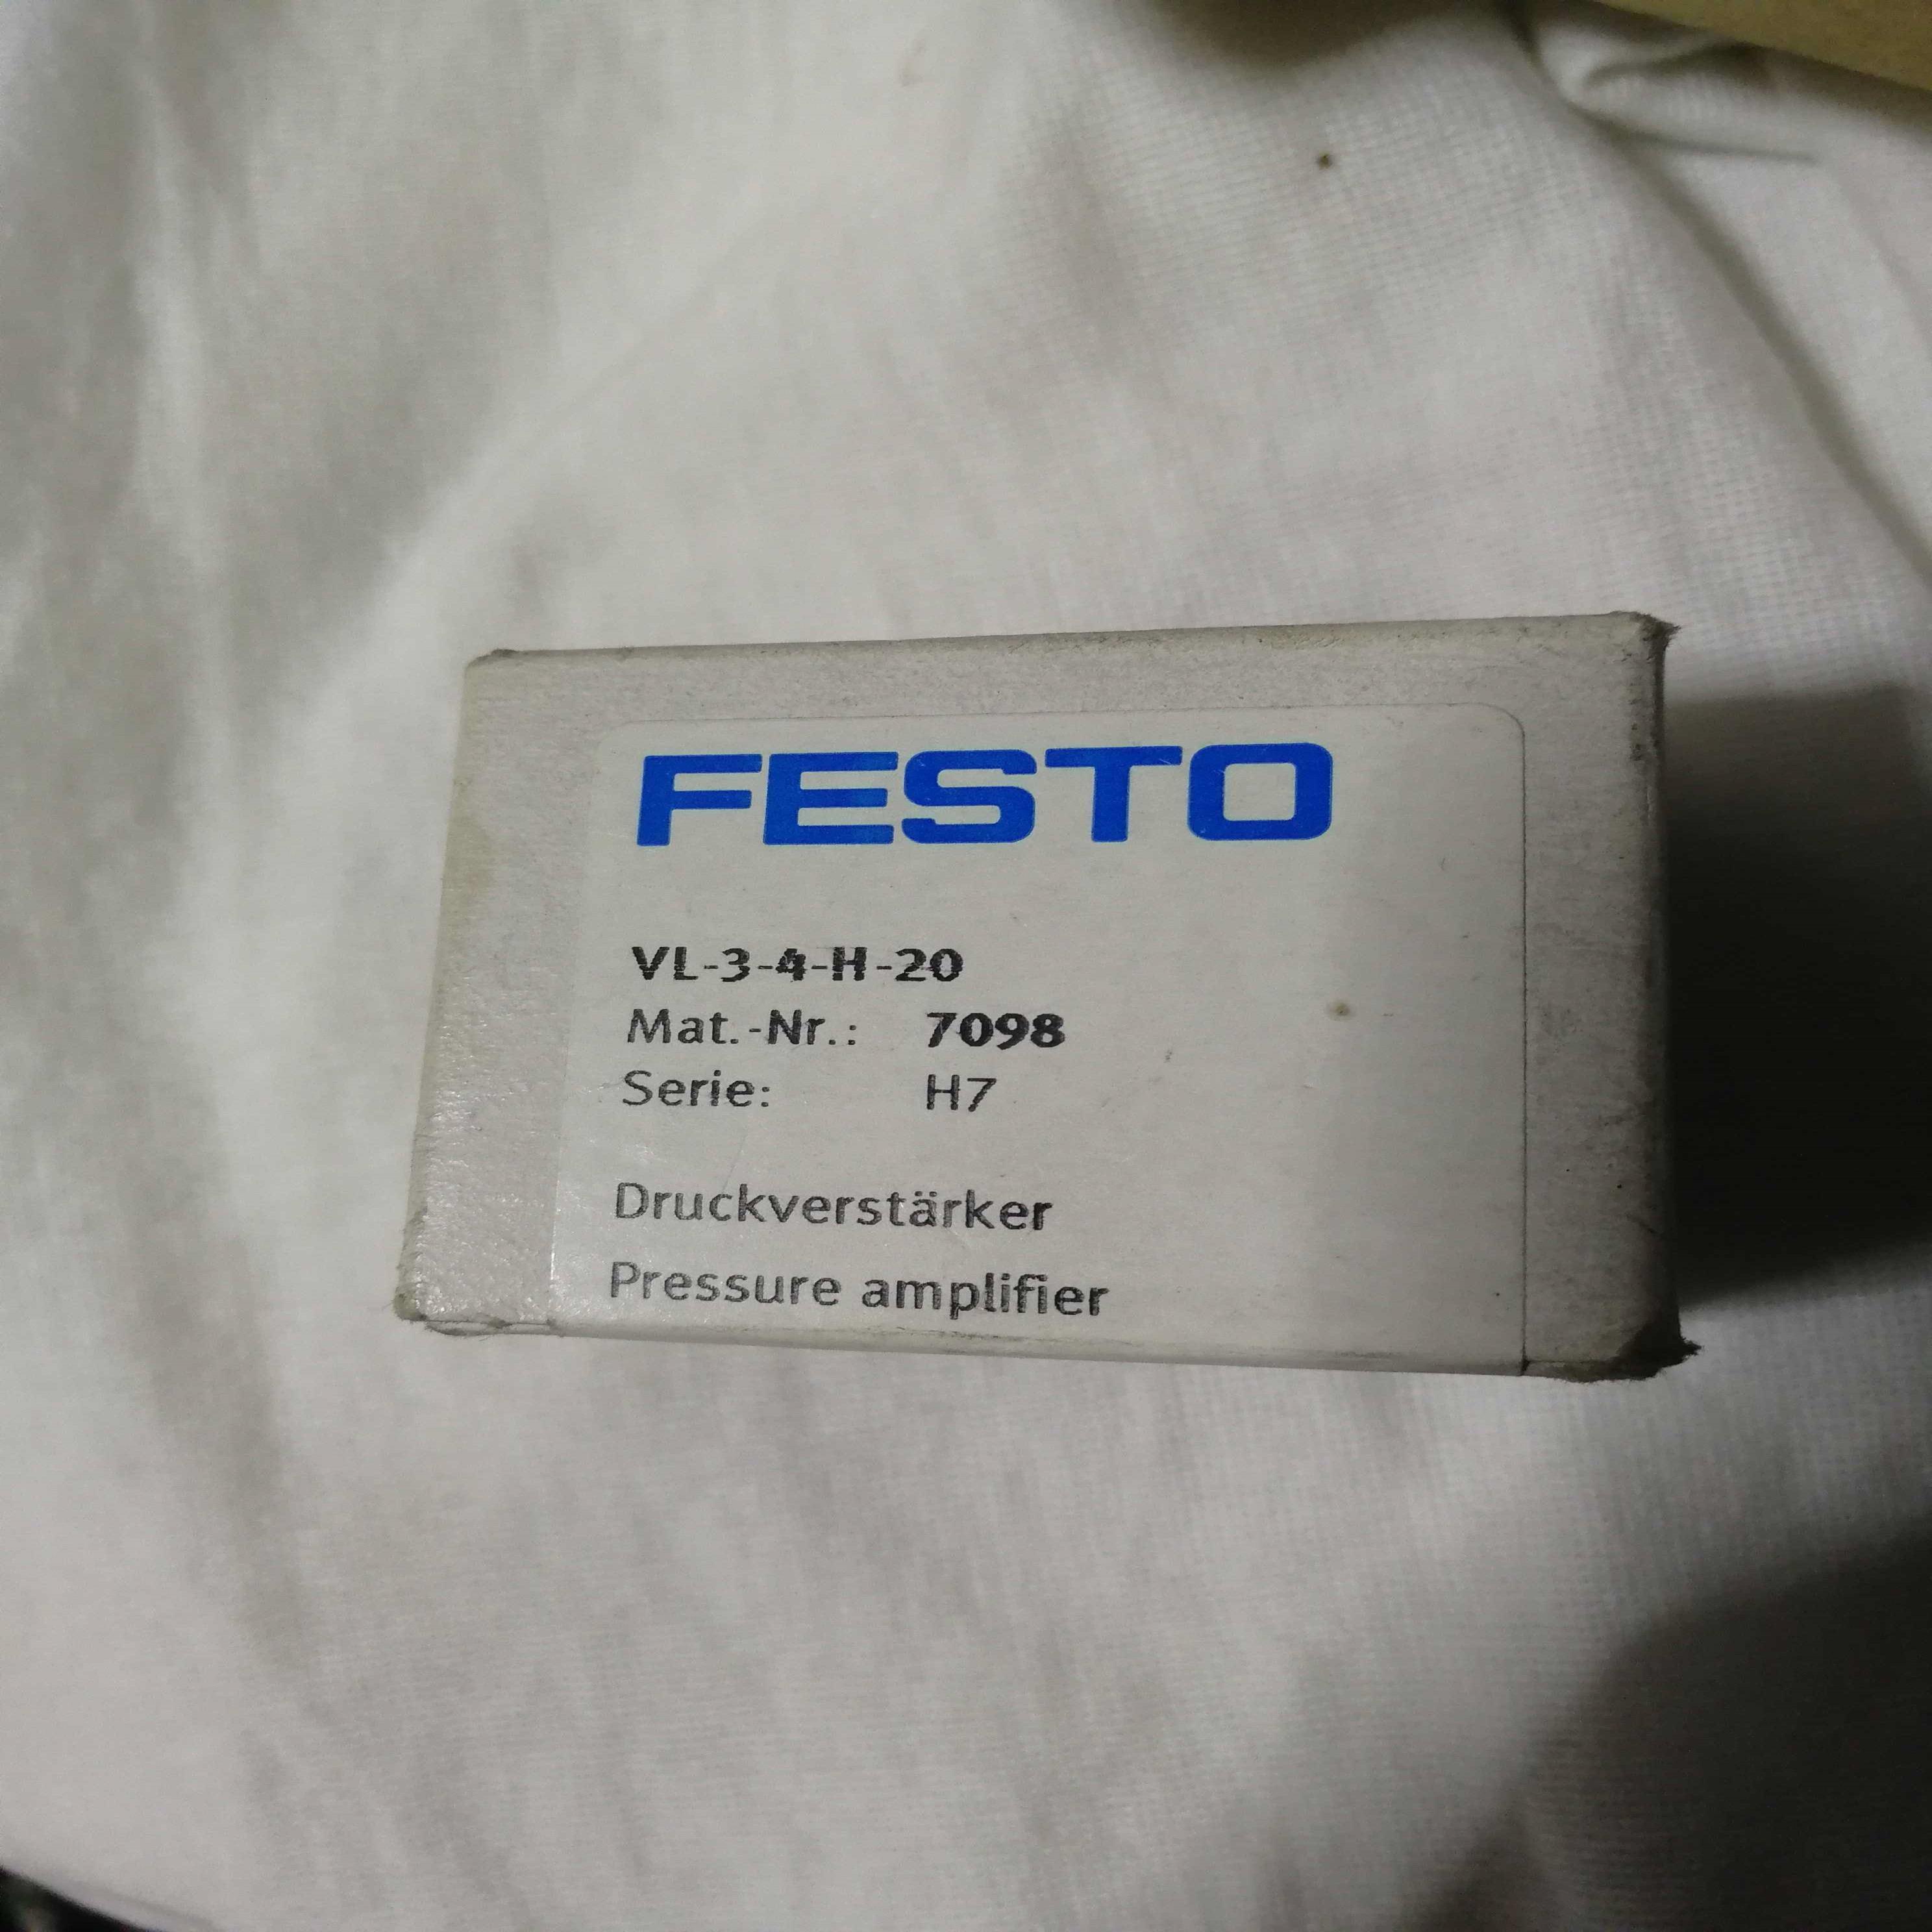 FESTO
VL-3-4-H-20
Mat.-Nr.: 7098
Serie: H7
Druckverstärker
Pressure amplifier